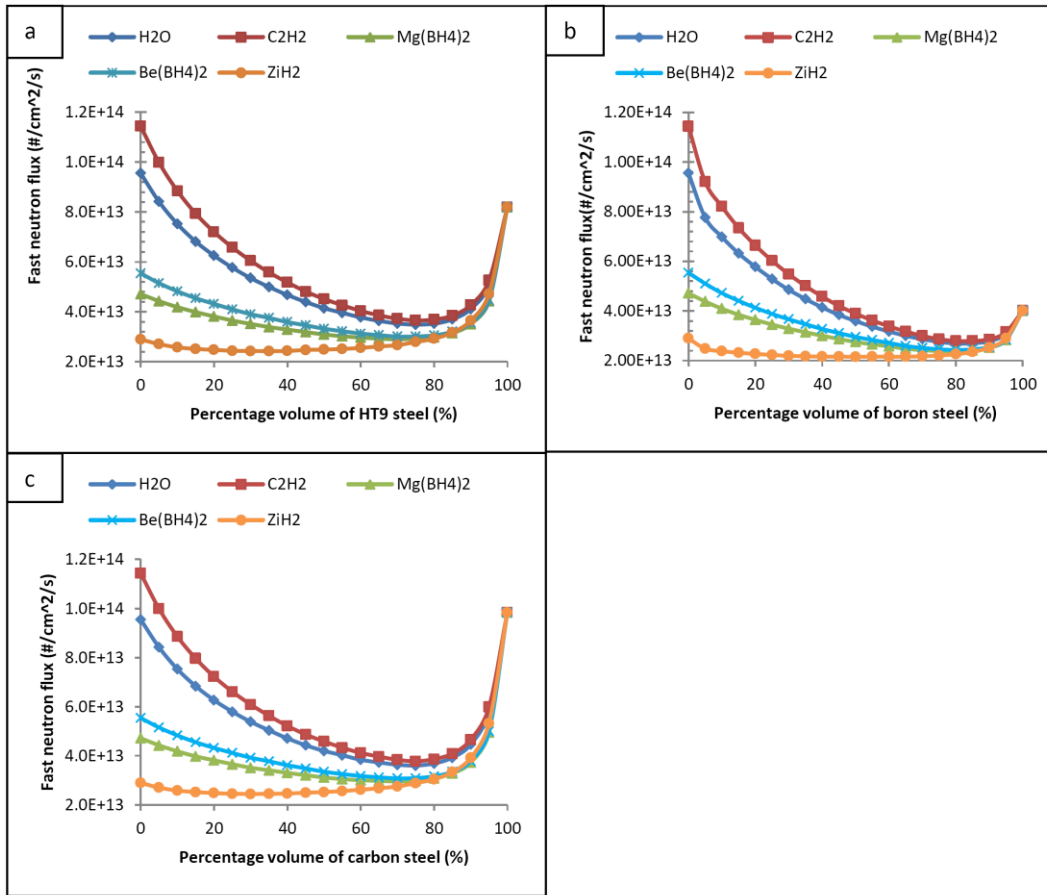 a
H2O C2H2 Mg(BH4)2
Be(BH4)2 ZiH2
Fast neutron flux (#/cm^2/s)
1.2E+14
1.0E+14
8.0E+13
6.0E+13
4.0E+13
2.0E+13
0 20 40 60 80 100
Percentage volume of HT9 steel (%)
b
H2O C2H2 Mg(BH4)2
Be(BH4)2 ZiH2
Fast neutron flux(#/cm^2/s)
1.20E+14
1.00E+14
8.00E+13
6.00E+13
4.00E+13
2.00E+13
0 20 40 60 80 100
Percentage volume of boron steel (%)
c
H2O C2H2 Mg(BH4)2
Be(BH4)2 ZiH2
Fast neutron flux (#/cm^2/s)
1.2E+14
1.0E+14
8.0E+13
6.0E+13
4.0E+13
2.0E+13
0 20 40 60 80 100
Percentage volume of carbon steel (%)